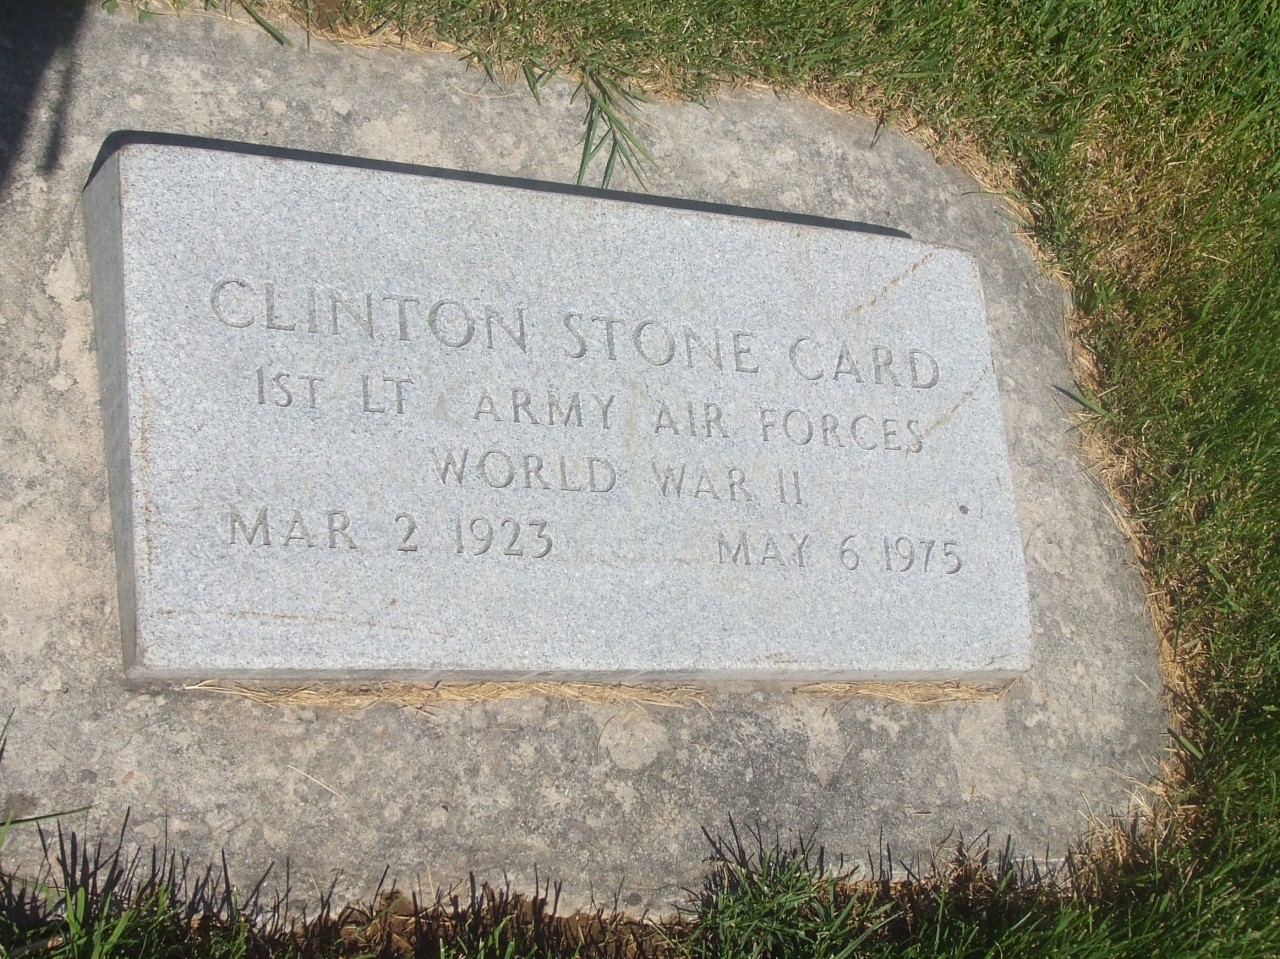 CLINTON STONE CARD
1ST LT ARMY AIR FORCES
WORLD WAR II
MAR 2 1923 MAY 6 1975